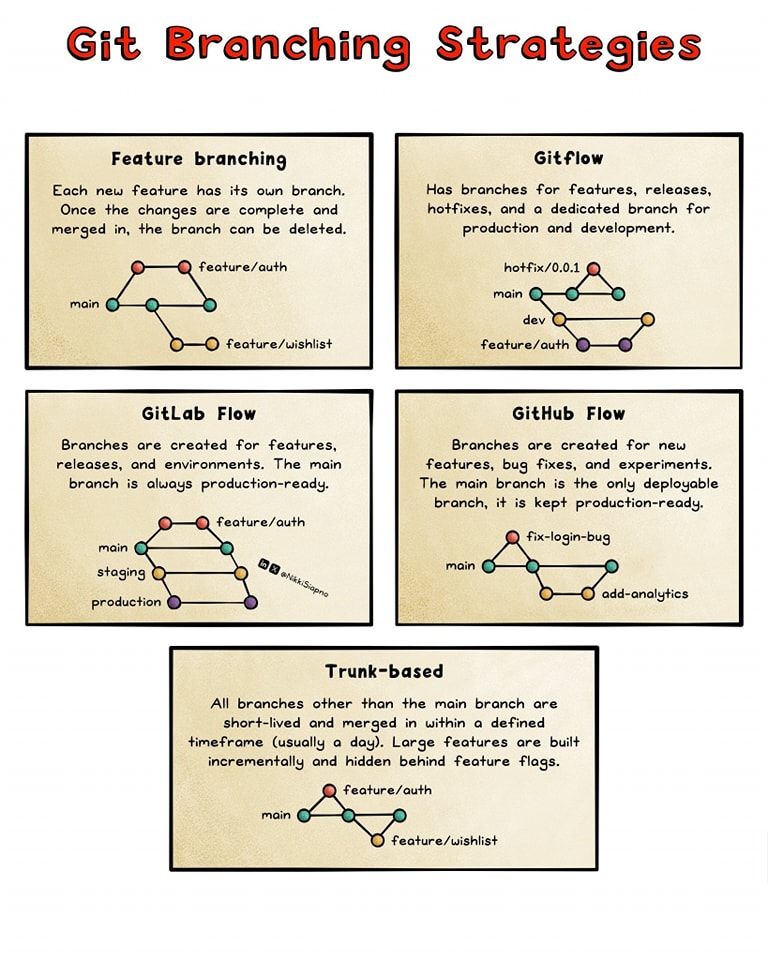 Git Branching Strategies
Feature branching
Each new feature has its own branch.
Once the changes are complete and
merged in, the branch can be deleted.
feature/auth
main
feature/wishlist
Gitflow
Has branches for features, releases,
hotfixes, and a dedicated branch for
production and development.
hotfix/0.0.1
main
dev
feature/auth
GitLab Flow
Branches are created for features,
releases, and environments. The main
branch is always production-ready.
feature/auth
main
staging
production
in X @NikkiSiapno
GitHub Flow
Branches are created for new
features, bug fixes, and experiments.
The main branch is the only deployable
branch, it is kept production-ready.
fix-login-bug
main
add-analytics
Trunk-based
All branches other than the main branch are
short-lived and merged in within a defined
timeframe (usually a day). Large features are built
incrementally and hidden behind feature flags.
feature/auth
main
feature/wishlist